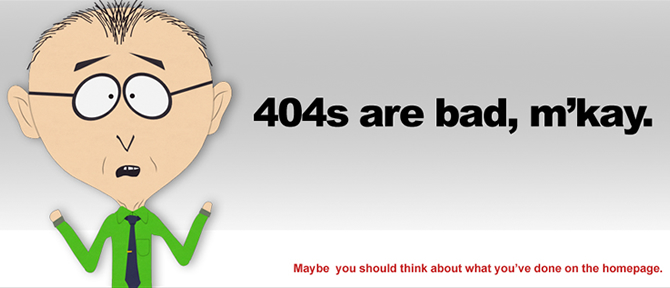 404s are bad, m’kay.
Maybe you should think about what you’ve done on the homepage.